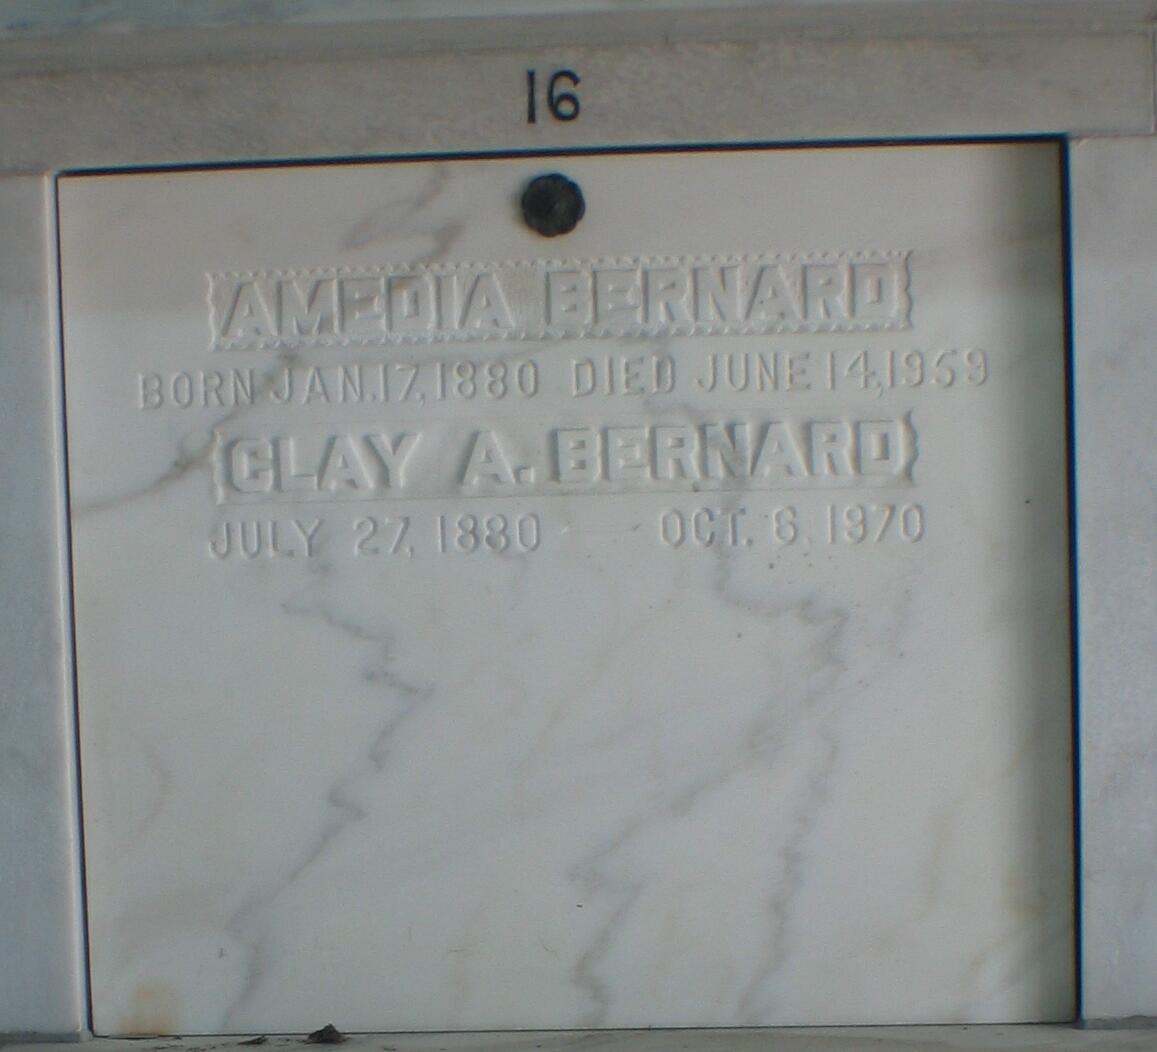 16
AMEDIA BERNARD
BORN JAN.17,1880 DIED JUNE 14,1959
CLAY A. BERNARD
JULY 27, 1880 — OCT. 6, 1970